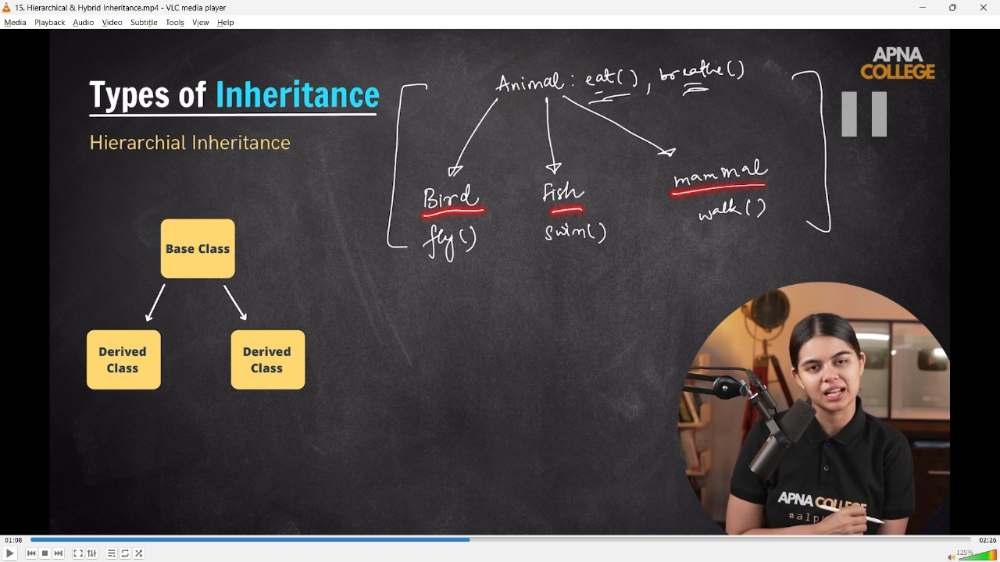 15. Hierarchical & Hybrid Inheritance.mp4 - VLC media player
Media Playback Audio Video Subtitle Tools View Help
APNA
COLLEGE
Types of Inheritance
Hierarchial Inheritance
Animal : eat() , breathe()
Bird
fly()
fish
swim()
mammal
walk()
Base Class
Derived
Class
Derived
Class
APNA COLLEGE
#alp
01:08
02:26
125%